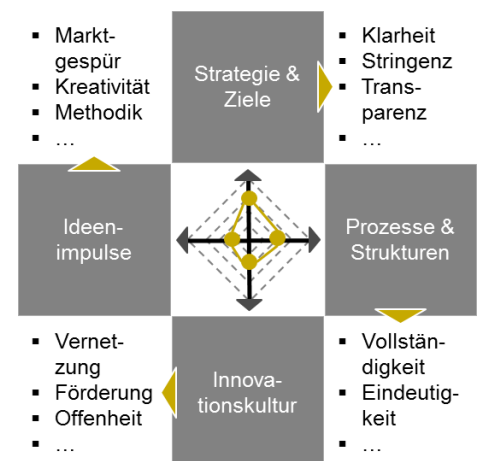 ▪ Markt-
gespür
▪ Kreativität
▪ Methodik
▪ …
Strategie &
Ziele
▪ Klarheit
▪ Stringenz
▪ Trans-
parenz
▪ …
Ideen-
impulse
Prozesse &
Strukturen
▪ Vernet-
zung
▪ Förderung
▪ Offenheit
▪ …
Innova-
tionskultur
▪ Vollstän-
digkeit
▪ Eindeutig-
keit
▪ …